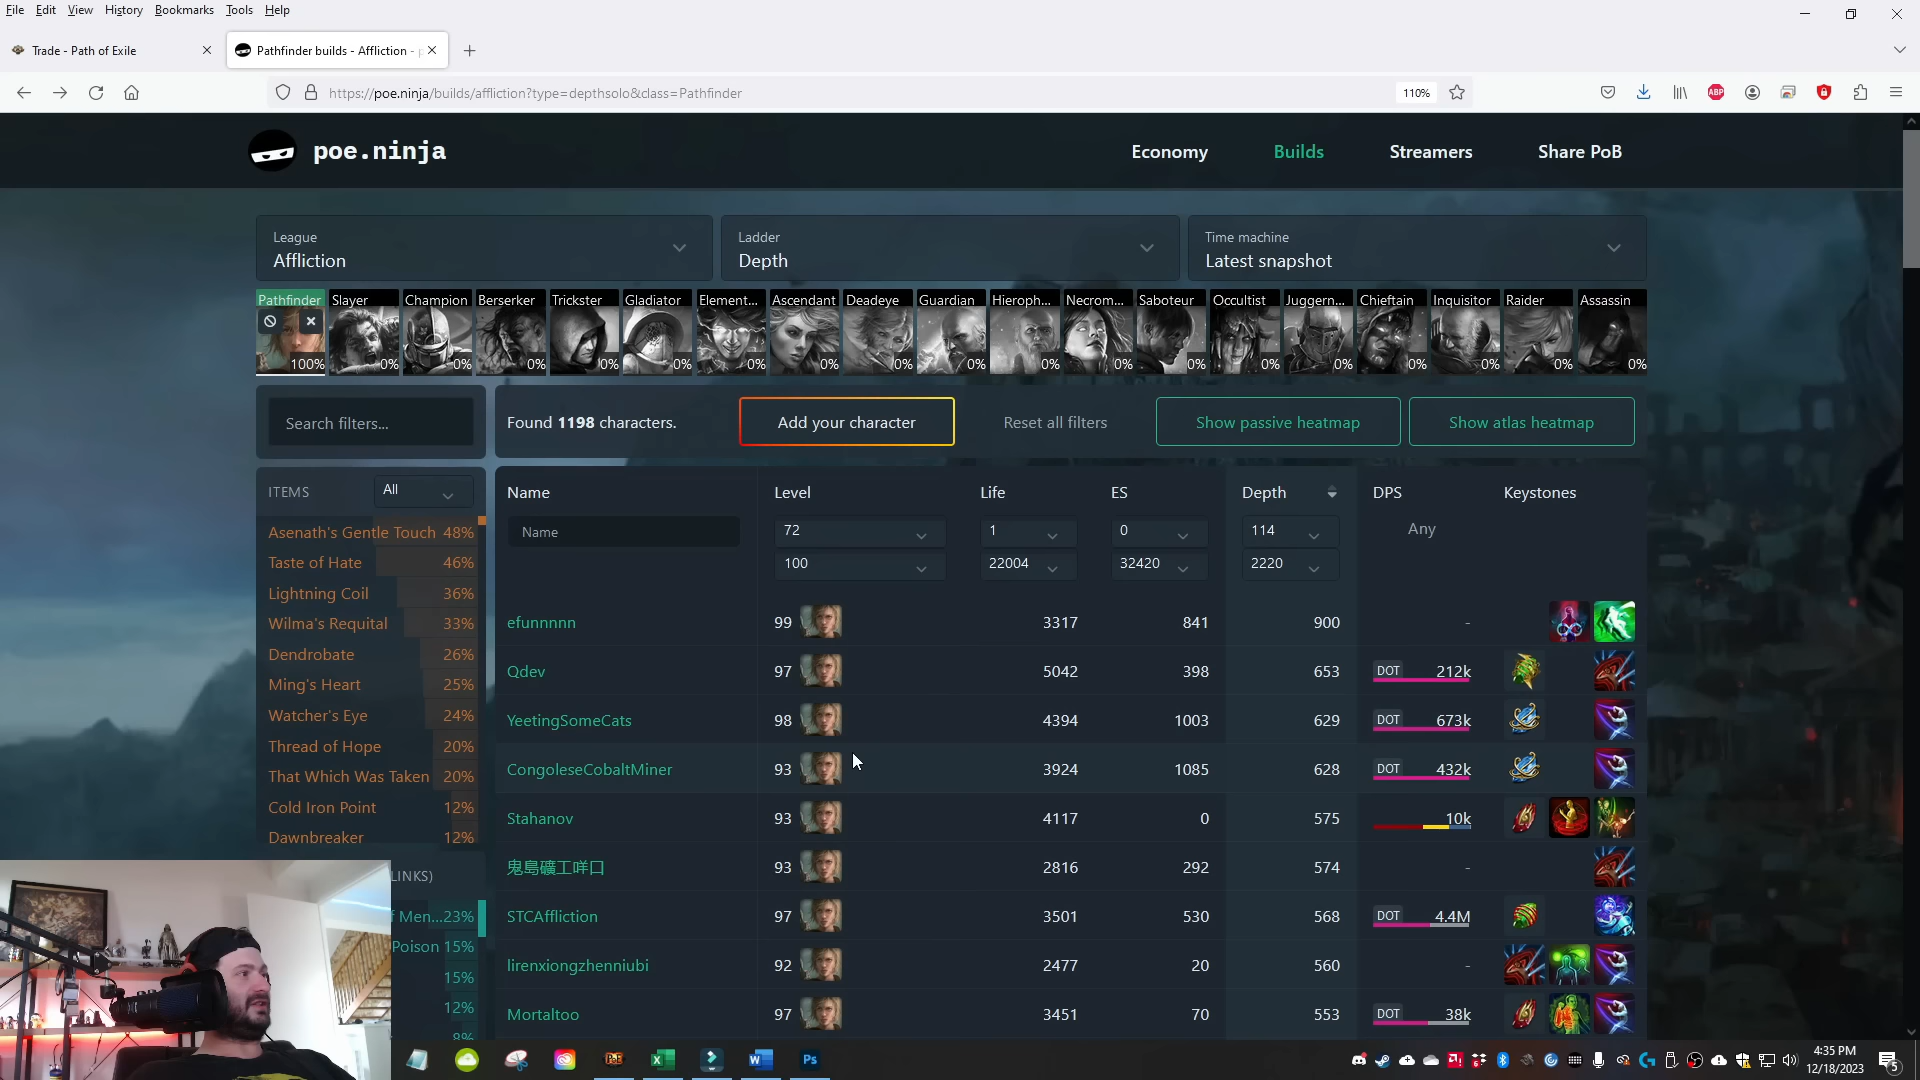 File Edit View History Bookmarks Tools Help
Trade - Path of Exile
Pathfinder builds - Affliction -
https://poe.ninja/builds/affliction?type=depthsolo&class=Pathfinder
110%
ABP
poe.ninja
Economy Builds Streamers Share PoB
League
Affliction
Ladder
Depth
Time machine
Latest snapshot
Pathfinder Slayer Champion Berserker Trickster Gladiator Element... Ascendant Deadeye Guardian Hieroph... Necrom... Saboteur Occultist Juggern... Chieftain Inquisitor Raider Assassin
100% 0% 0% 0% 0% 0% 0% 0% 0% 0% 0% 0% 0% 0% 0% 0% 0% 0% 0%
Search filters...
Found 1198 characters.
Add your character
Reset all filters
Show passive heatmap
Show atlas heatmap
ITEMS All
Asenath's Gentle Touch 48%
Taste of Hate 46%
Lightning Coil 36%
Wilma's Requital 33%
Dendrobate 26%
Ming's Heart 25%
Watcher's Eye 24%
Thread of Hope 20%
That Which Was Taken 20%
Cold Iron Point 12%
Dawnbreaker 12%
LINKS)
f Men...23%
Poison 15%
15%
12%
8%
Name Level Life ES Depth DPS Keystones
Name 72 1 0 114 Any
100 22004 32420 2220
efunnnnn 99 3317 841 900 -
Qdev 97 5042 398 653 DOT 212k
YeetingSomeCats 98 4394 1003 629 DOT 673k
CongoleseCobaltMiner 93 3924 1085 628 DOT 432k
Stahanov 93 4117 0 575 10k
鬼島礦工咩口 93 2816 292 574 -
STCAffliction 97 3501 530 568 DOT 4.4M
lirenxiongzhenniubi 92 2477 20 560 -
Mortaltoo 97 3451 70 553 DOT 38k
Ps
4:35 PM
12/18/2023
5